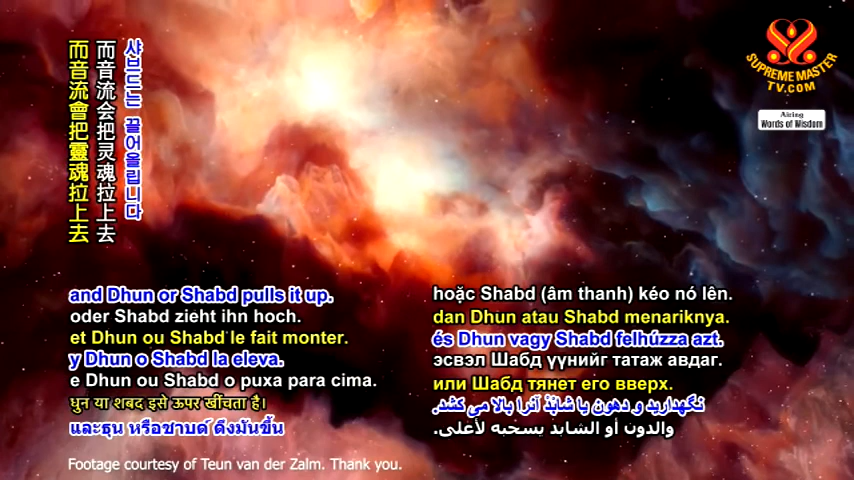 샤브드는 끌어올립니다
而音流会把灵魂拉上去
而音流會把靈魂拉上去
SUPREME MASTER
TV.COM
Airing
Words of Wisdom
and Dhun or Shabd pulls it up.
oder Shabd zieht ihn hoch.
et Dhun ou Shabd le fait monter.
y Dhun o Shabd la eleva.
e Dhun ou Shabd o puxa para cima.
धुन या शबद इसे ऊपर खींचता है।
และธุน หรือชาบด์ ดึงมันขึ้น
hoặc Shabd (âm thanh) kéo nó lên.
dan Dhun atau Shabd menariknya.
és Dhun vagy Shabd felhúzza azt.
эсвэл Шабд үүнийг татаж авдаг.
или Шабд тянет его вверх.
نگهدارید و دهون یا شابْدْ آنرا بالا می کشد.
والدون أو الشابد يسحبه لأعلى.
Footage courtesy of Teun van der Zalm. Thank you.